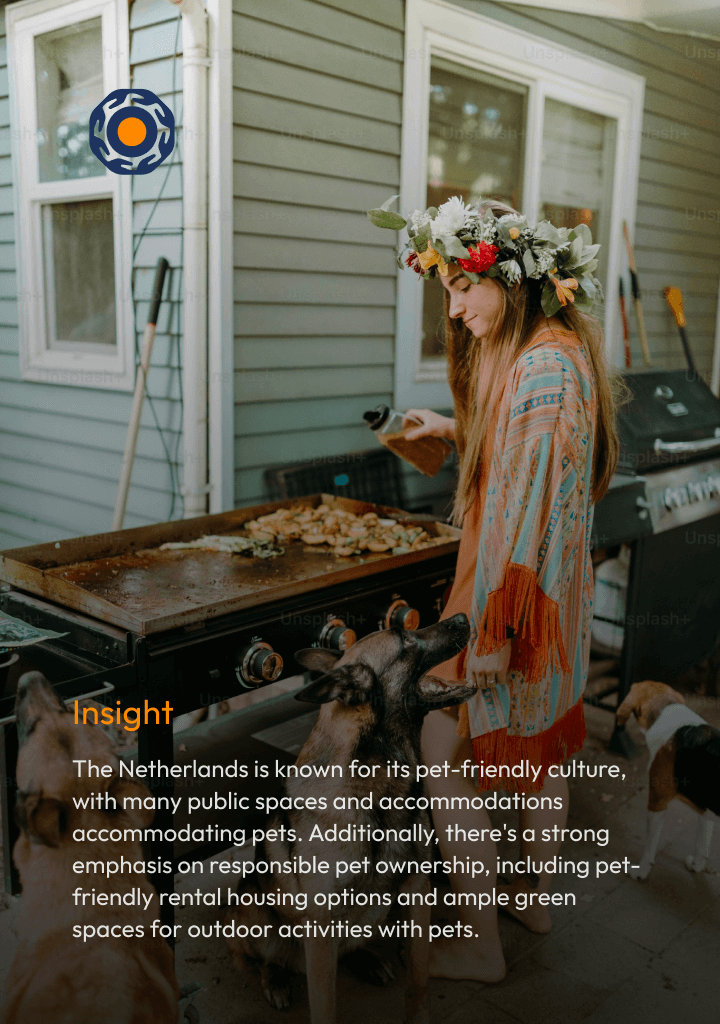 Insight
The Netherlands is known for its pet-friendly culture,
with many public spaces and accommodations
accommodating pets. Additionally, there's a strong
emphasis on responsible pet ownership, including pet-
friendly rental housing options and ample green
spaces for outdoor activities with pets.
Unsplash+